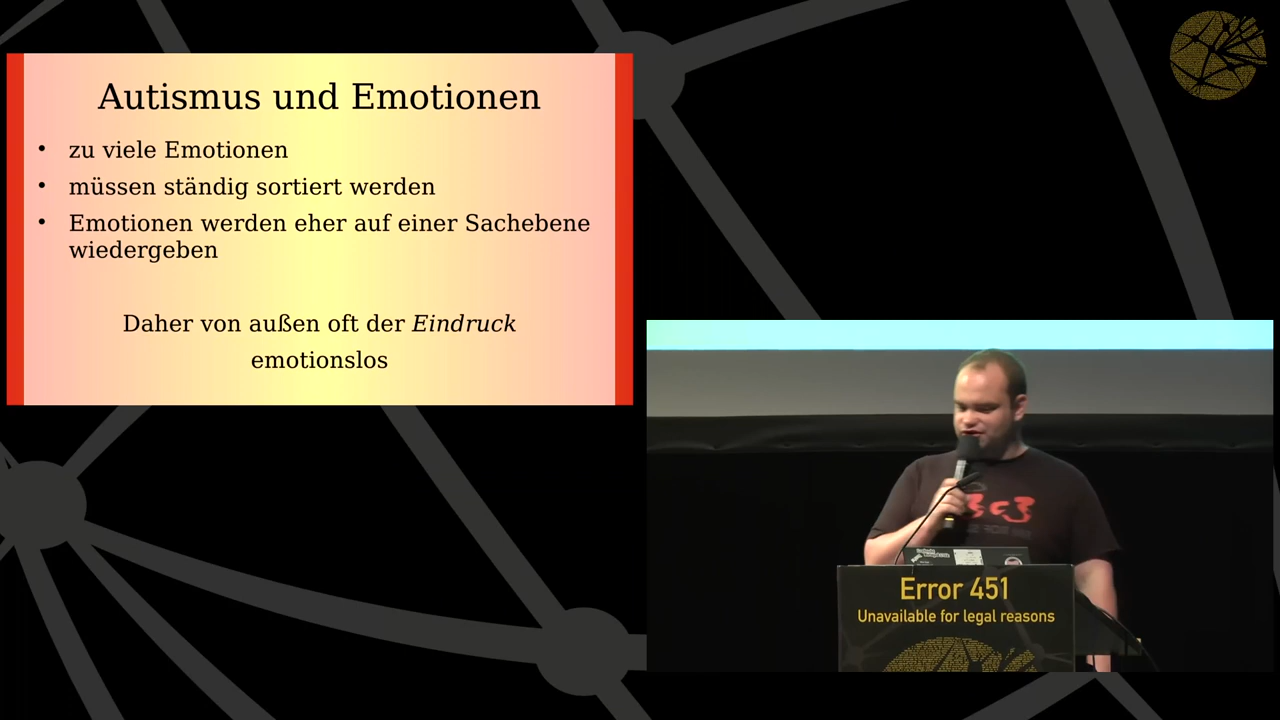 Autismus und Emotionen
• zu viele Emotionen
• müssen ständig sortiert werden
• Emotionen werden eher auf einer Sachebene
wiedergeben
Daher von außen oft der Eindruck
emotionslos
Error 451
Unavailable for legal reasons